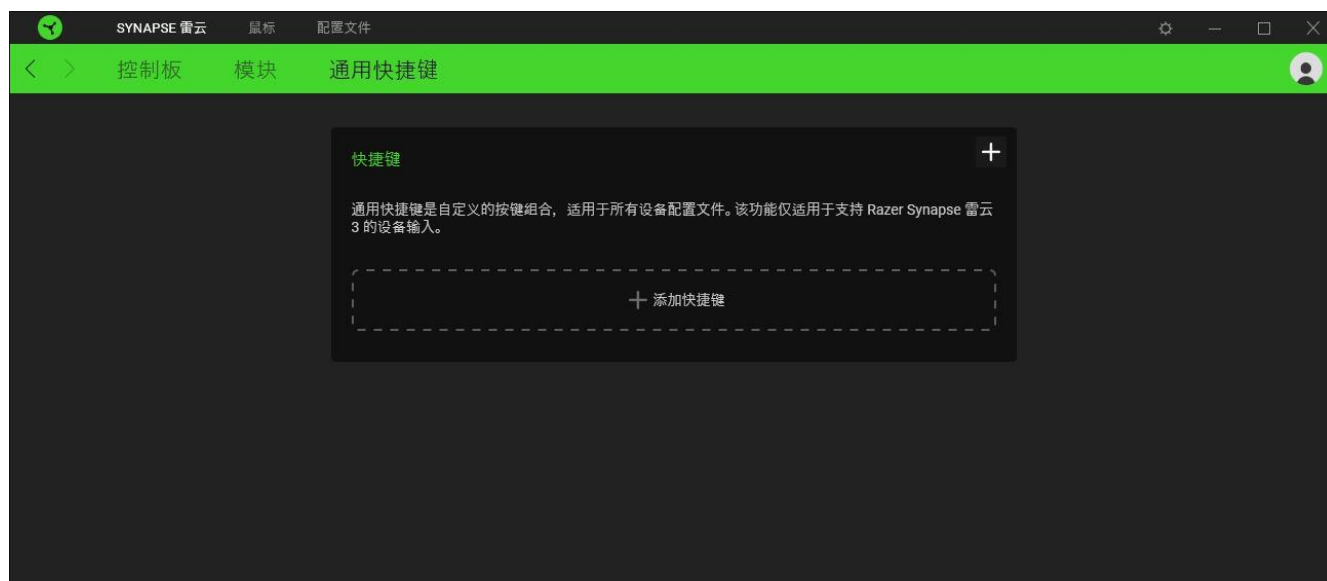 SYNAPSE 雷云 鼠标 配置文件
控制板 模块 通用快捷键
快捷键
通用快捷键是自定义的按键组合，适用于所有设备配置文件。该功能仅适用于支持 Razer Synapse 雷云
3 的设备输入。
添加快捷键